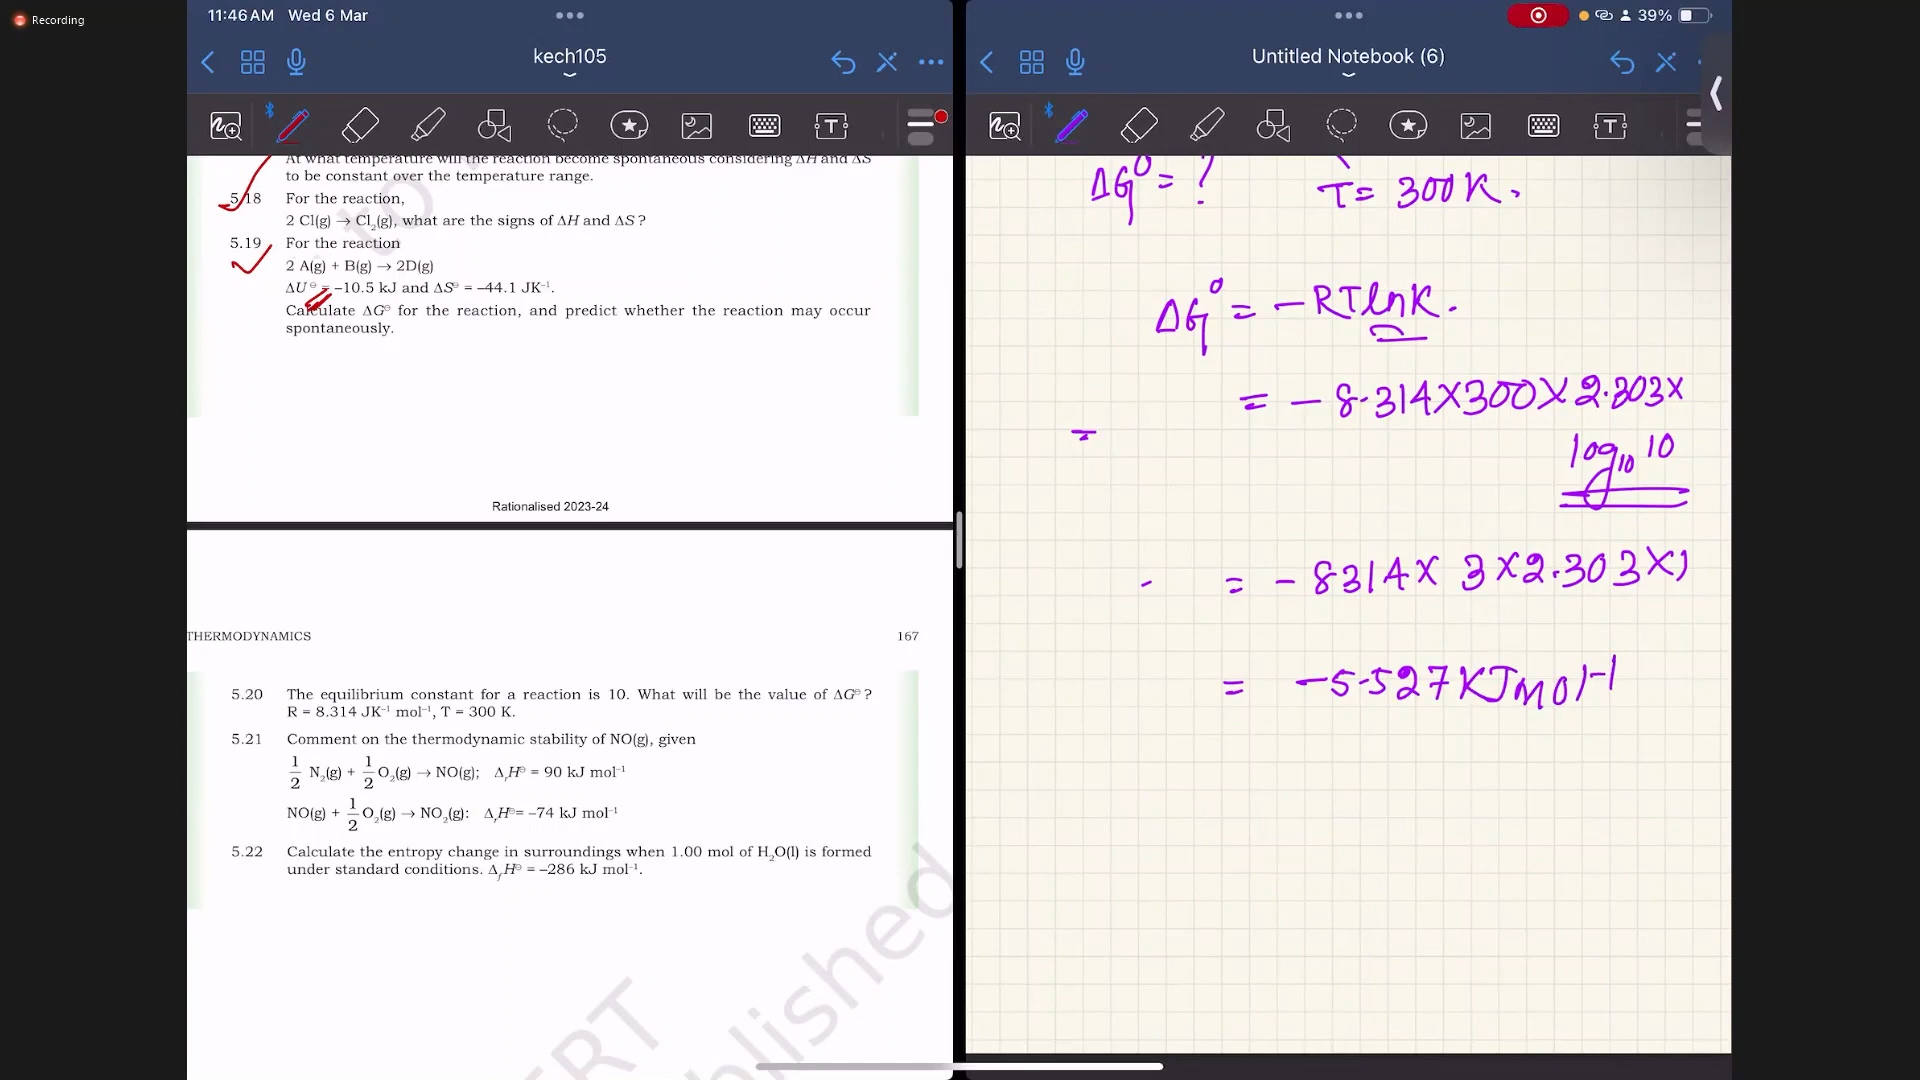 Recording
11:46 AM Wed 6 Mar
39%
kech105
Untitled Notebook (6)
At what temperature will the reaction become spontaneous considering ΔH and ΔS
to be constant over the temperature range.
5.18 For the reaction,
2 Cl(g) → Cl₂(g), what are the signs of ΔH and ΔS ?
5.19 For the reaction
2 A(g) + B(g) → 2D(g)
ΔU⊖ = –10.5 kJ and ΔS⊖ = –44.1 JK⁻¹.
Calculate ΔG⊖ for the reaction, and predict whether the reaction may occur
spontaneously.
Rationalised 2023-24
THERMODYNAMICS 167
5.20 The equilibrium constant for a reaction is 10. What will be the value of ΔG⊖ ?
R = 8.314 JK⁻¹ mol⁻¹, T = 300 K.
5.21 Comment on the thermodynamic stability of NO(g), given
1/2 N₂(g) + 1/2 O₂(g) → NO(g); ΔᵣH⊖ = 90 kJ mol⁻¹
NO(g) + 1/2 O₂(g) → NO₂(g): ΔᵣH⊖= –74 kJ mol⁻¹
5.22 Calculate the entropy change in surroundings when 1.00 mol of H₂O(l) is formed
under standard conditions. Δ_f H⊖ = –286 kJ mol⁻¹.
to
ΔG⁰ = ? T = 300 K.
ΔG⁰ = – RT ln K.
= – 8.314 X 300 X 2.303 X
=
log₁₀ 10
= - 8314 X 3 X 2.303 X 1
= -5.527 KJ mol⁻¹